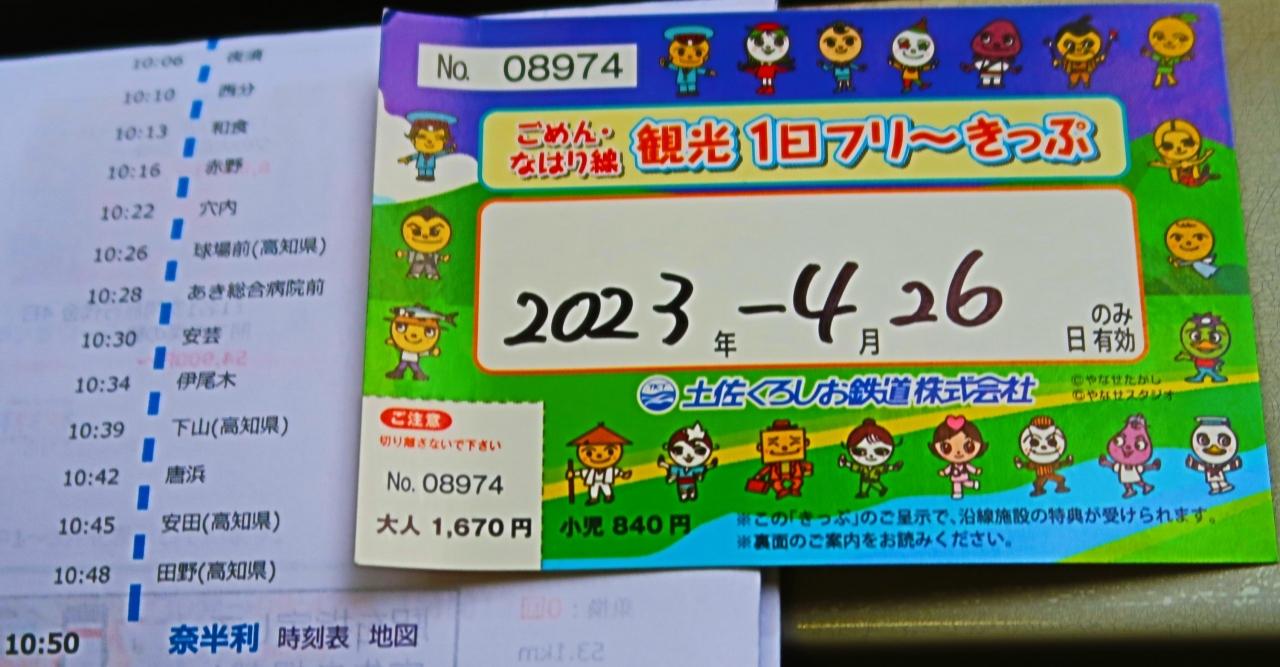 10:06 夜須
10:10 西分
10:13 和食
10:16 赤野
10:22 穴内
10:26 球場前(高知県)
10:28 あき総合病院前
10:30 安芸
10:34 伊尾木
10:39 下山(高知県)
10:42 唐浜
10:45 安田(高知県)
10:48 田野(高知県)
10:50 奈半利 時刻表 地図
No. 08974
ごめん・
なはり線
観光1日フリ〜きっぷ
2023年-4月26日
のみ
有効
TKT
土佐くろしお鉄道株式会社
©やなせたかし
©やなせスタジオ
ご注意
切り離さないで下さい
No. 08974
大人 1,670円
小児 840円
※この「きっぷ」のご呈示で、沿線施設の特典が受けられます。
※裏面のご案内をお読みください。